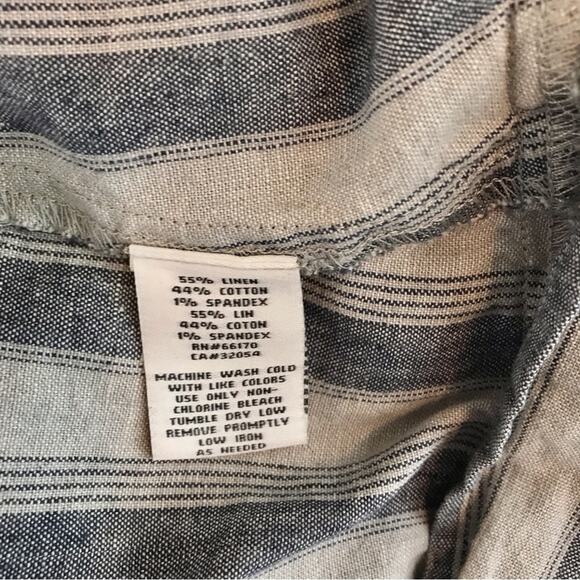 55% LINEN
44% COTTON
1% SPANDEX
55% LIN
44% COTON
1% SPANDEX
RN#66170
CA#32054
MACHINE WASH COLD
WITH LIKE COLORS
USE ONLY NON-
CHLORINE BLEACH
TUMBLE DRY LOW
REMOVE PROMPTLY
LOW IRON
AS NEEDED